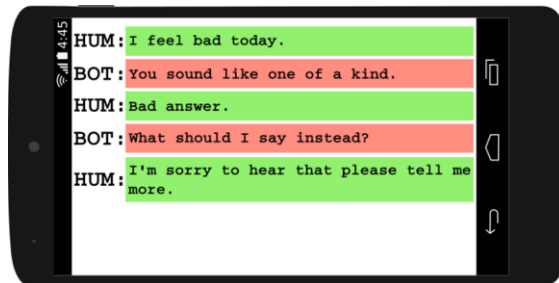 4:45
HUM: I feel bad today.
BOT: You sound like one of a kind.
HUM: Bad answer.
BOT: What should I say instead?
HUM: I'm sorry to hear that please tell me
more.